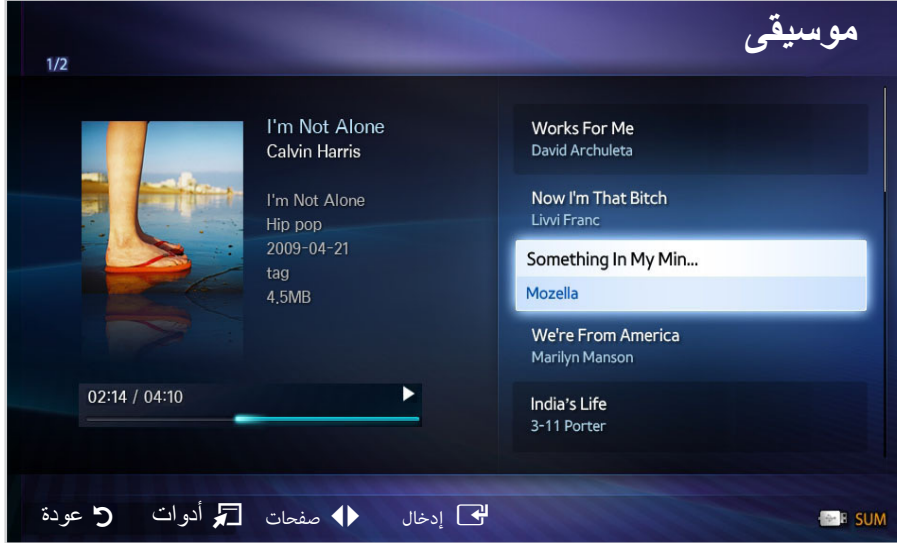 موسيقى
1/2
I'm Not Alone
Calvin Harris
I'm Not Alone
Hip pop
2009-04-21
tag
4.5MB
02:14 / 04:10
Works For Me
David Archuleta
Now I'm That Bitch
Livvi Franc
Something In My Min...
Mozella
We're From America
Marilyn Manson
India's Life
3-11 Porter
إدخال صفحات أدوات عودة
SUM